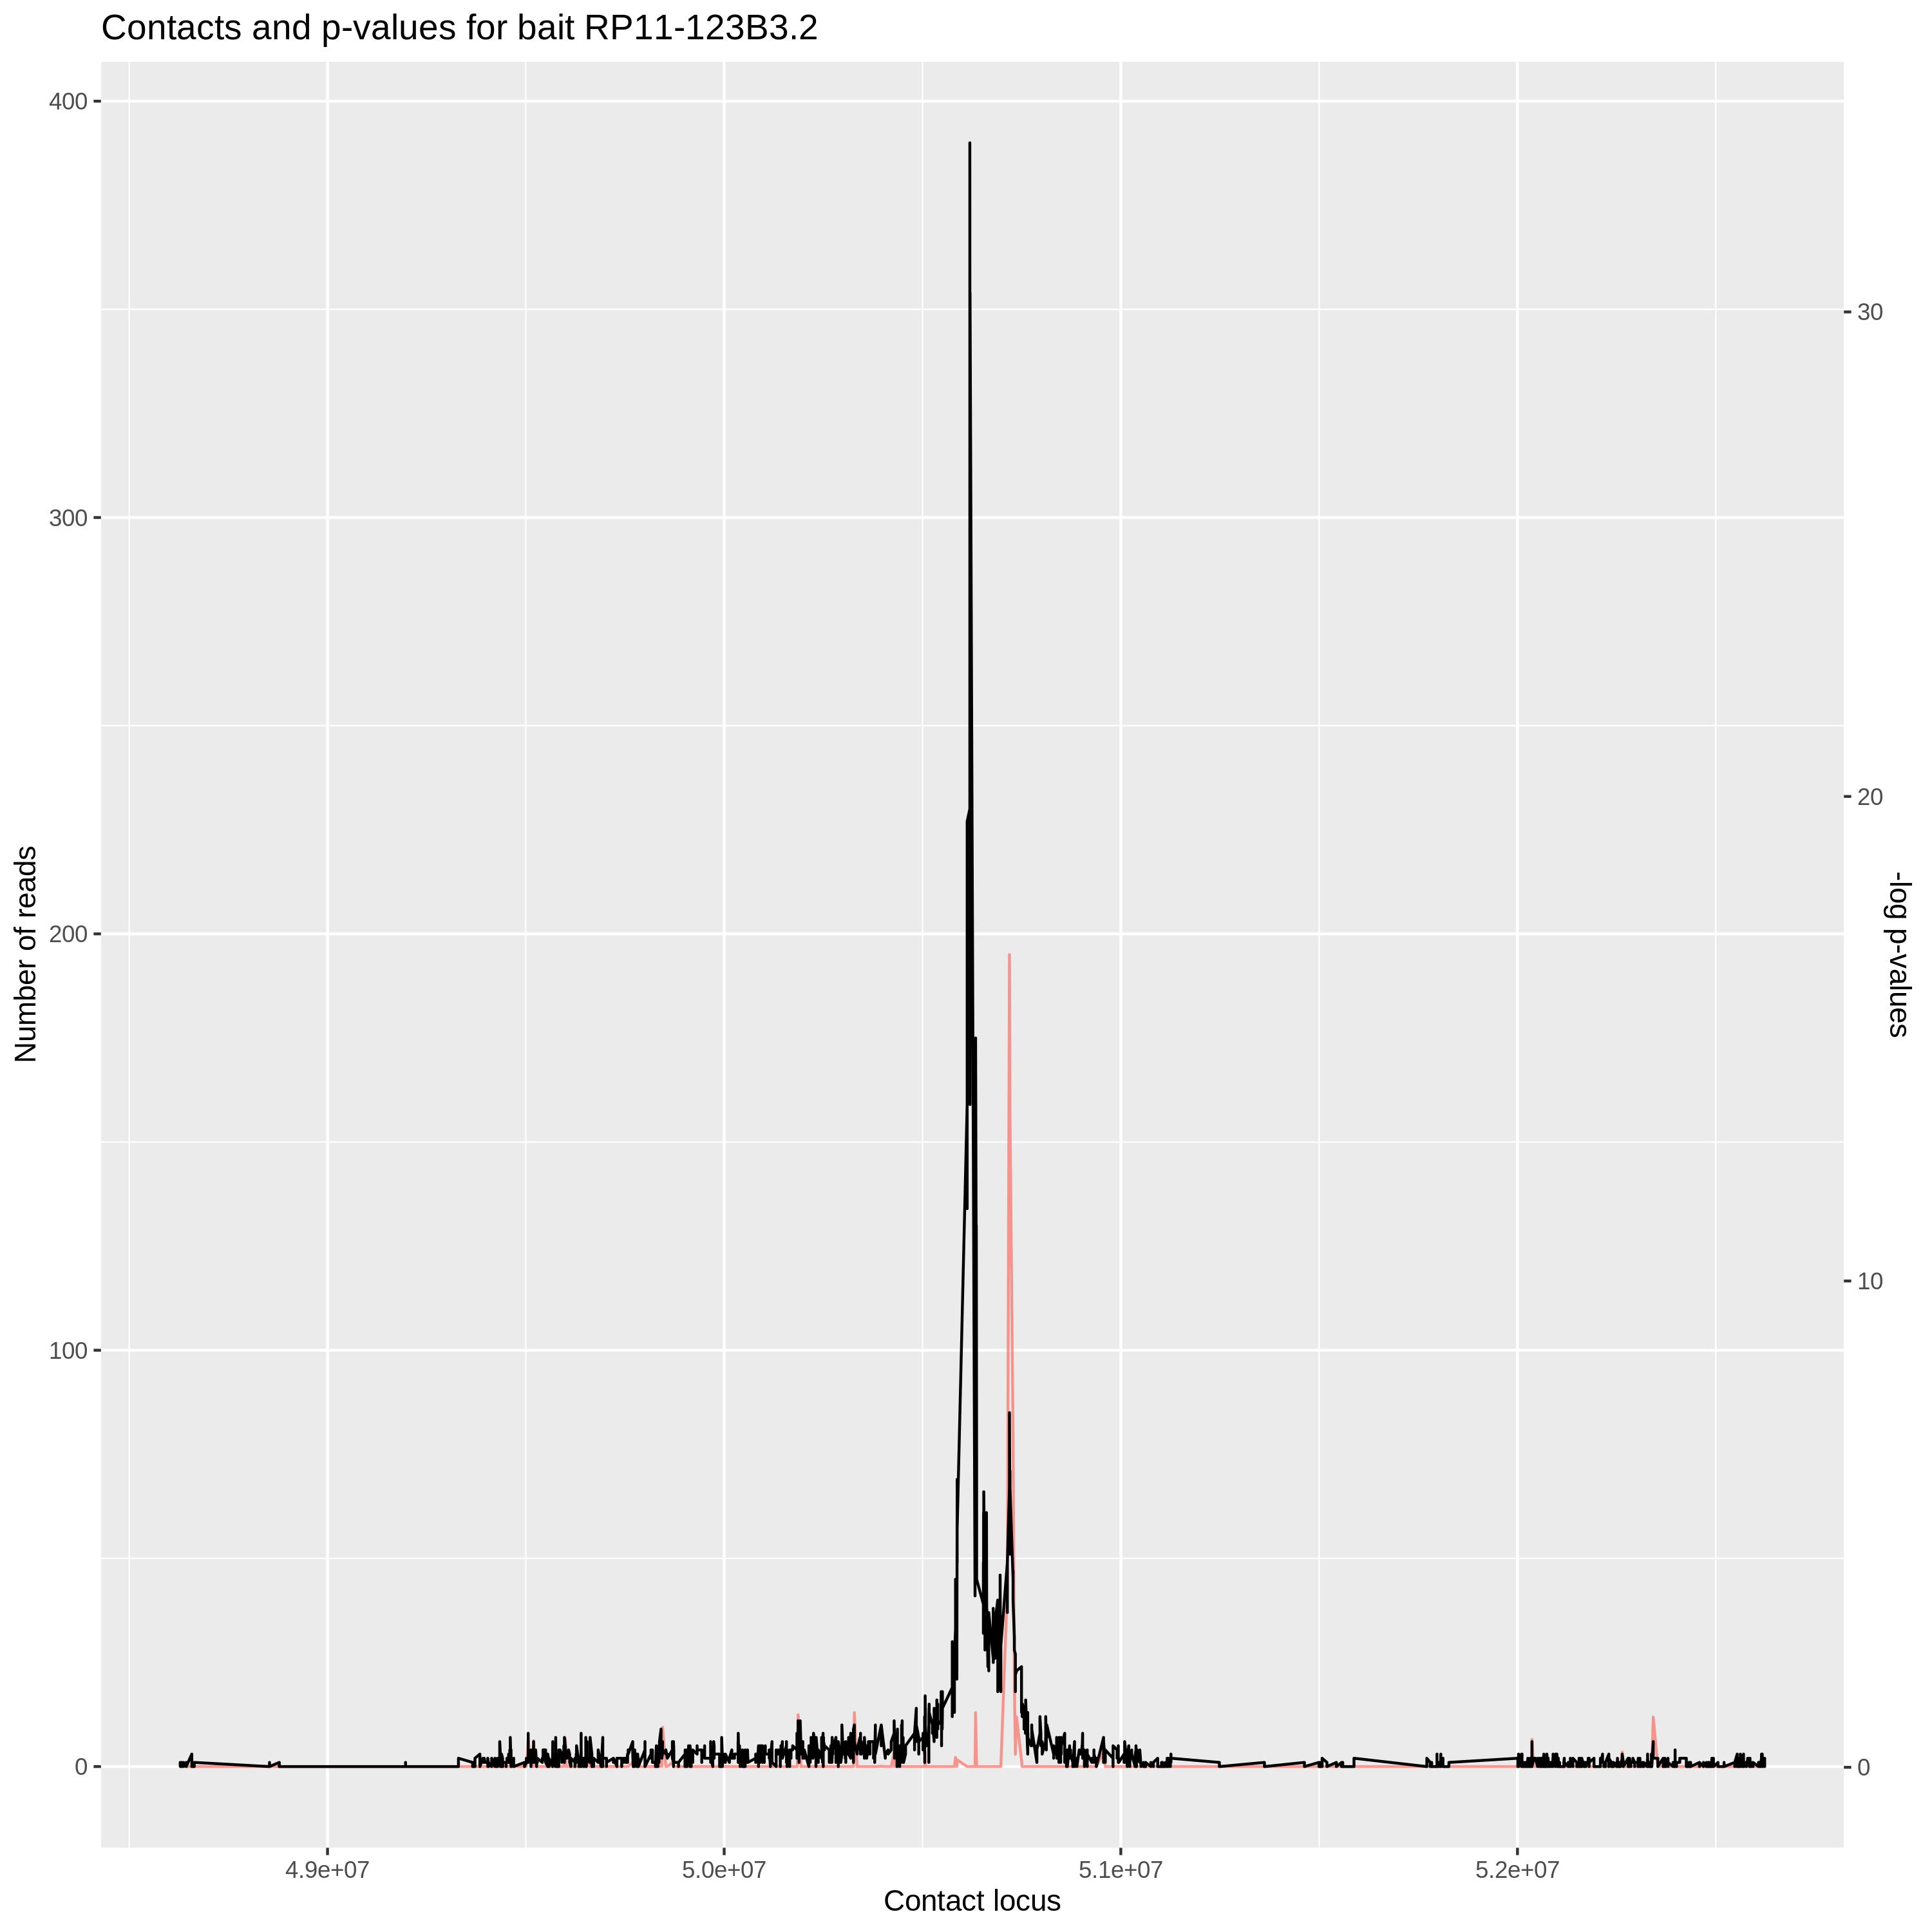 Contacts and p-values for bait RP11-123B3.2
400
300
200
100
0
Number of reads
30
20
10
0
-log p-values
4.9e+07
5.0e+07
5.1e+07
5.2e+07
Contact locus